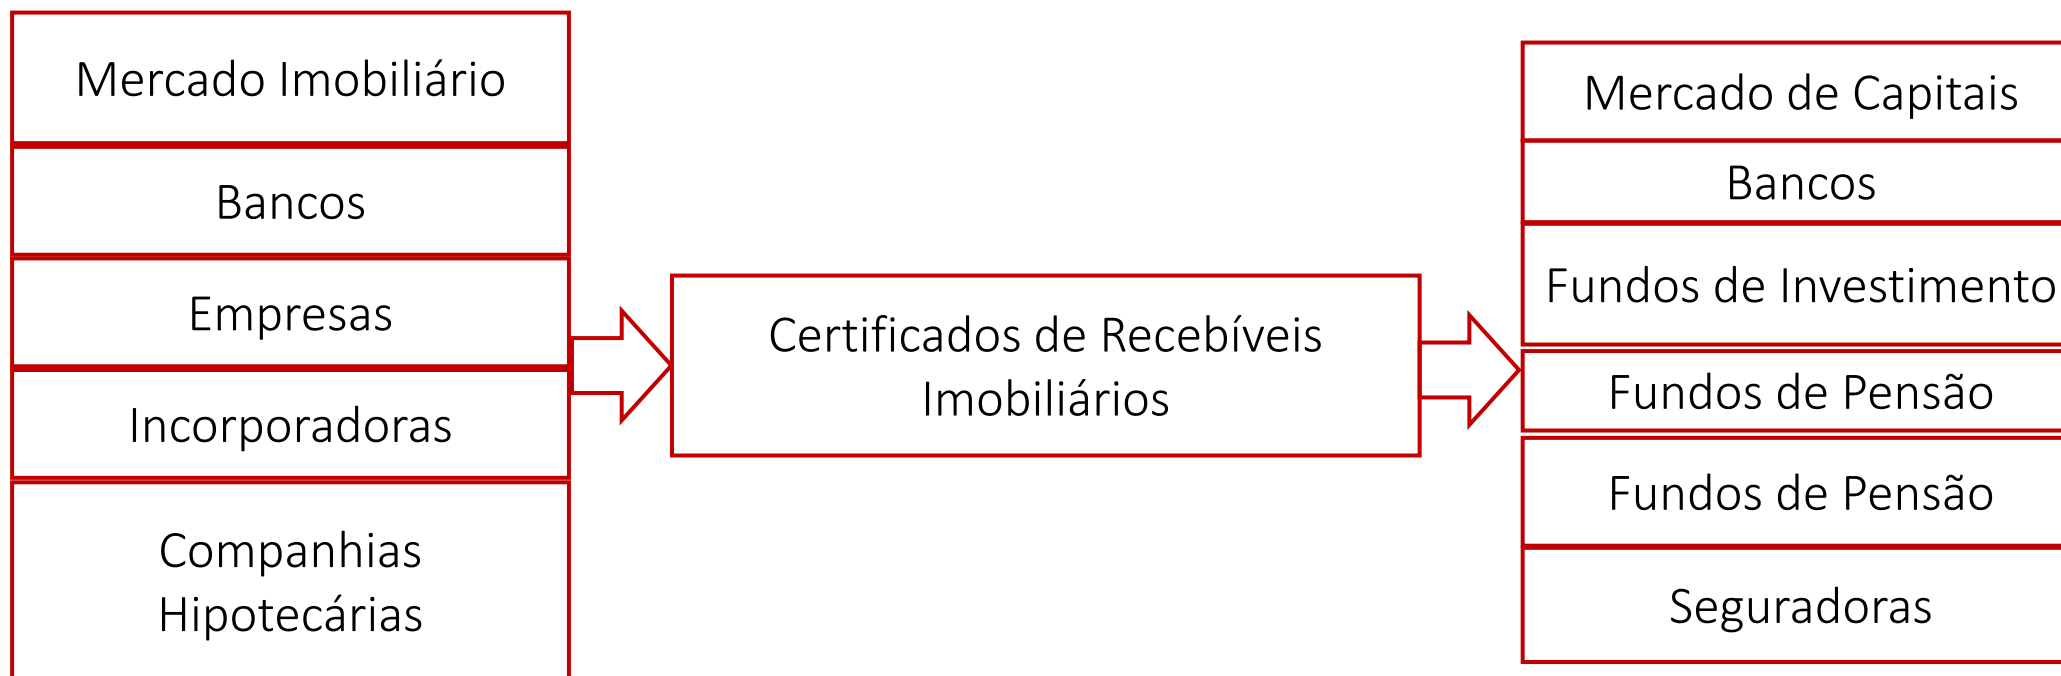 Mercado Imobiliário
Bancos
Empresas
Incorporadoras
Companhias
Hipotecárias
Certificados de Recebíveis
Imobiliários
Mercado de Capitais
Bancos
Fundos de Investimento
Fundos de Pensão
Fundos de Pensão
Seguradoras